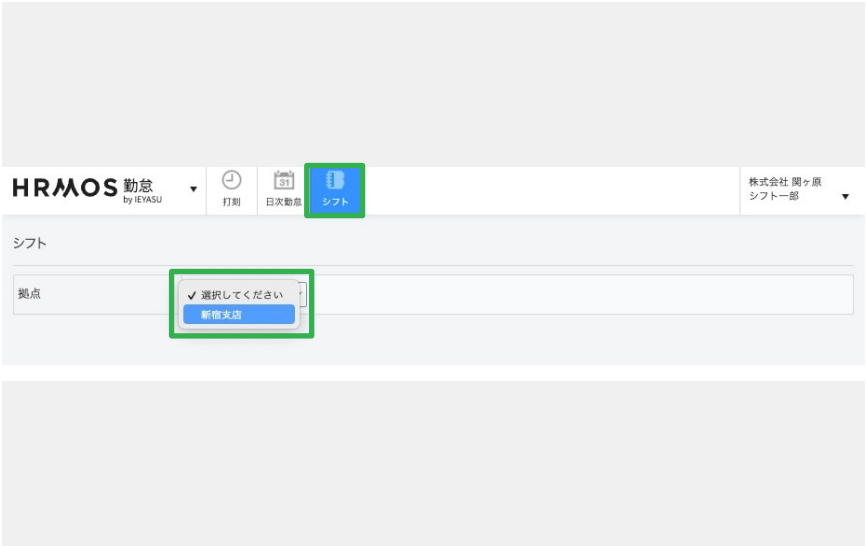 HRMOS 勤怠
by IEYASU
打刻
31
日次勤怠
シフト
株式会社 関ヶ原
シフト一郎
シフト
拠点
✓ 選択してください
新宿支店